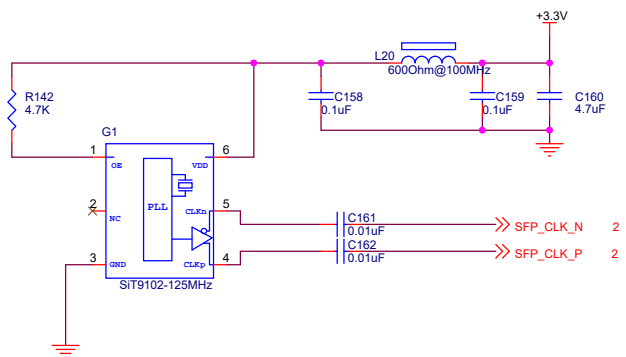 +3.3V
L20
600Ohm@100MHz
R142
4.7K
C158
0.1uF
C159
0.1uF
C160
4.7uF
G1
1
OE
VDD
6
2
NC
PLL
CLKn
5
3
GND
CLKp
4
SiT9102-125MHz
C161
0.01uF
SFP_CLK_N 2
C162
0.01uF
SFP_CLK_P 2